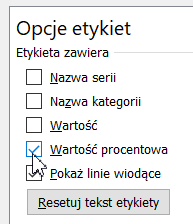 Opcje etykiet
Etykieta zawiera
Nazwa serii
Nazwa kategorii
Wartość
Wartość procentowa
Pokaż linie wiodące
Resetuj tekst etykiety